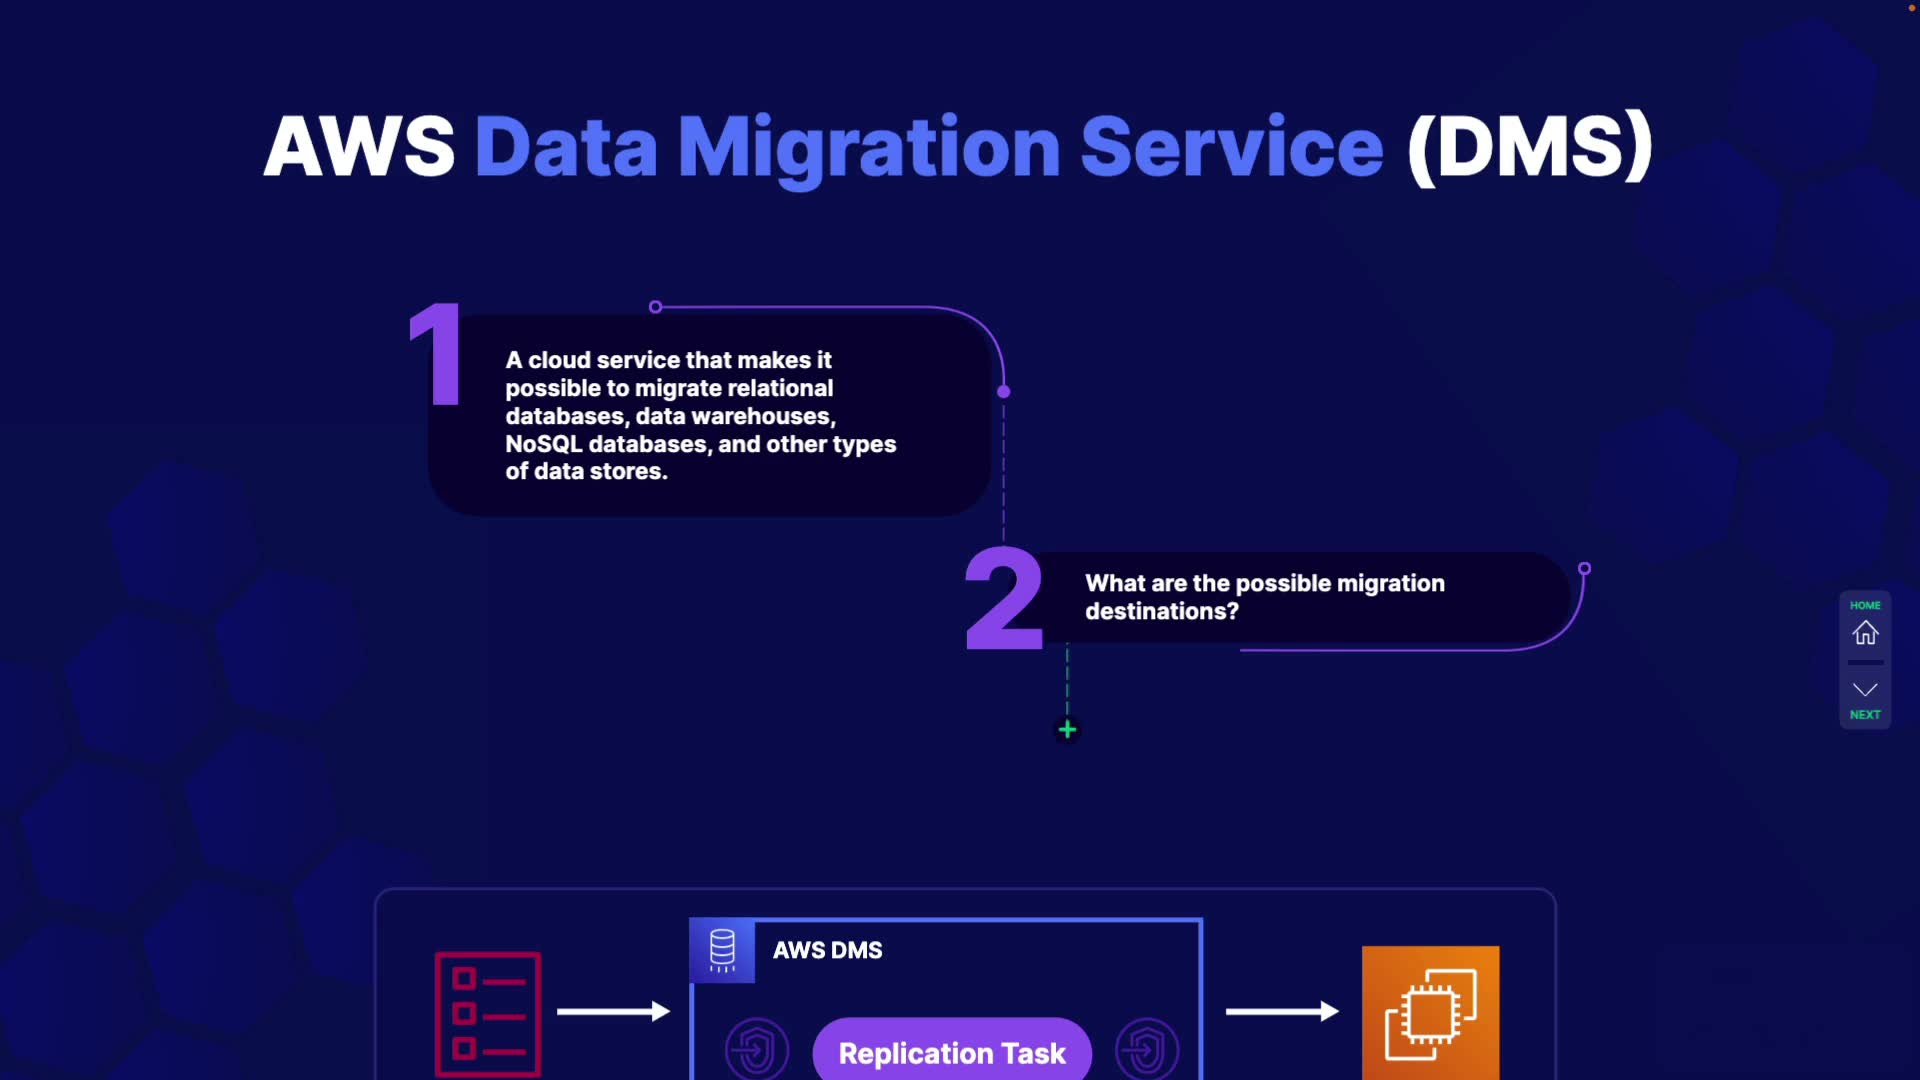 AWS Data Migration Service (DMS)
1
A cloud service that makes it
possible to migrate relational
databases, data warehouses,
NoSQL databases, and other types
of data stores.
2
What are the possible migration
destinations?
HOME
NEXT
AWS DMS
Replication Task